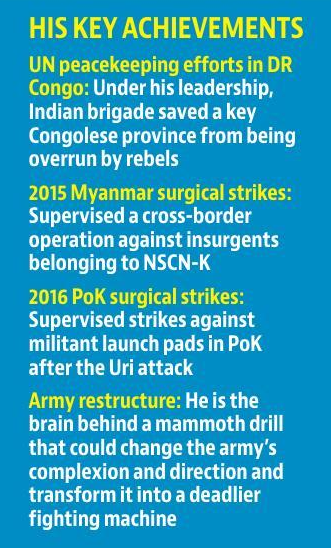 HIS KEY ACHIEVEMENTS
UN peacekeeping efforts in DR
Congo: Under his leadership,
Indian brigade saved a key
Congolese province from being
overrun by rebels
2015 Myanmar surgical strikes:
Supervised a cross-border
operation against insurgents
belonging to NSCN-K
2016 PoK surgical strikes:
Supervised strikes against
militant launch pads in PoK
after the Uri attack
Army restructure: He is the
brain behind a mammoth drill
that could change the army's
complexion and direction and
transform it into a deadlier
fighting machine